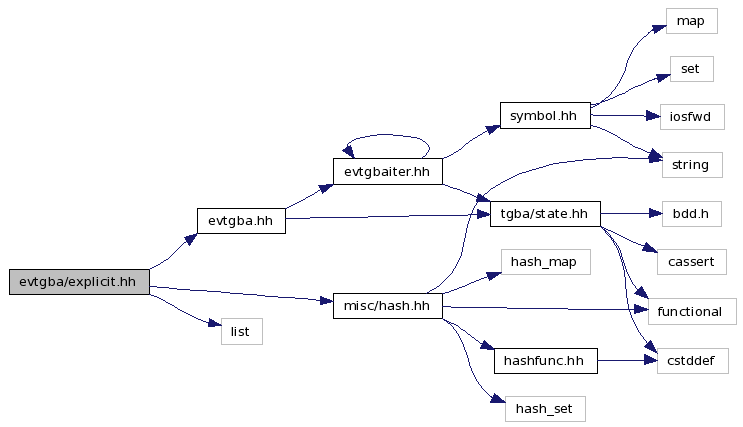 map
set
symbol.hh
iosfwd
string
evtgbaiter.hh
evtgba.hh
tgba/state.hh
bdd.h
cassert
hash_map
evtgba/explicit.hh
misc/hash.hh
functional
list
hashfunc.hh
cstddef
hash_set